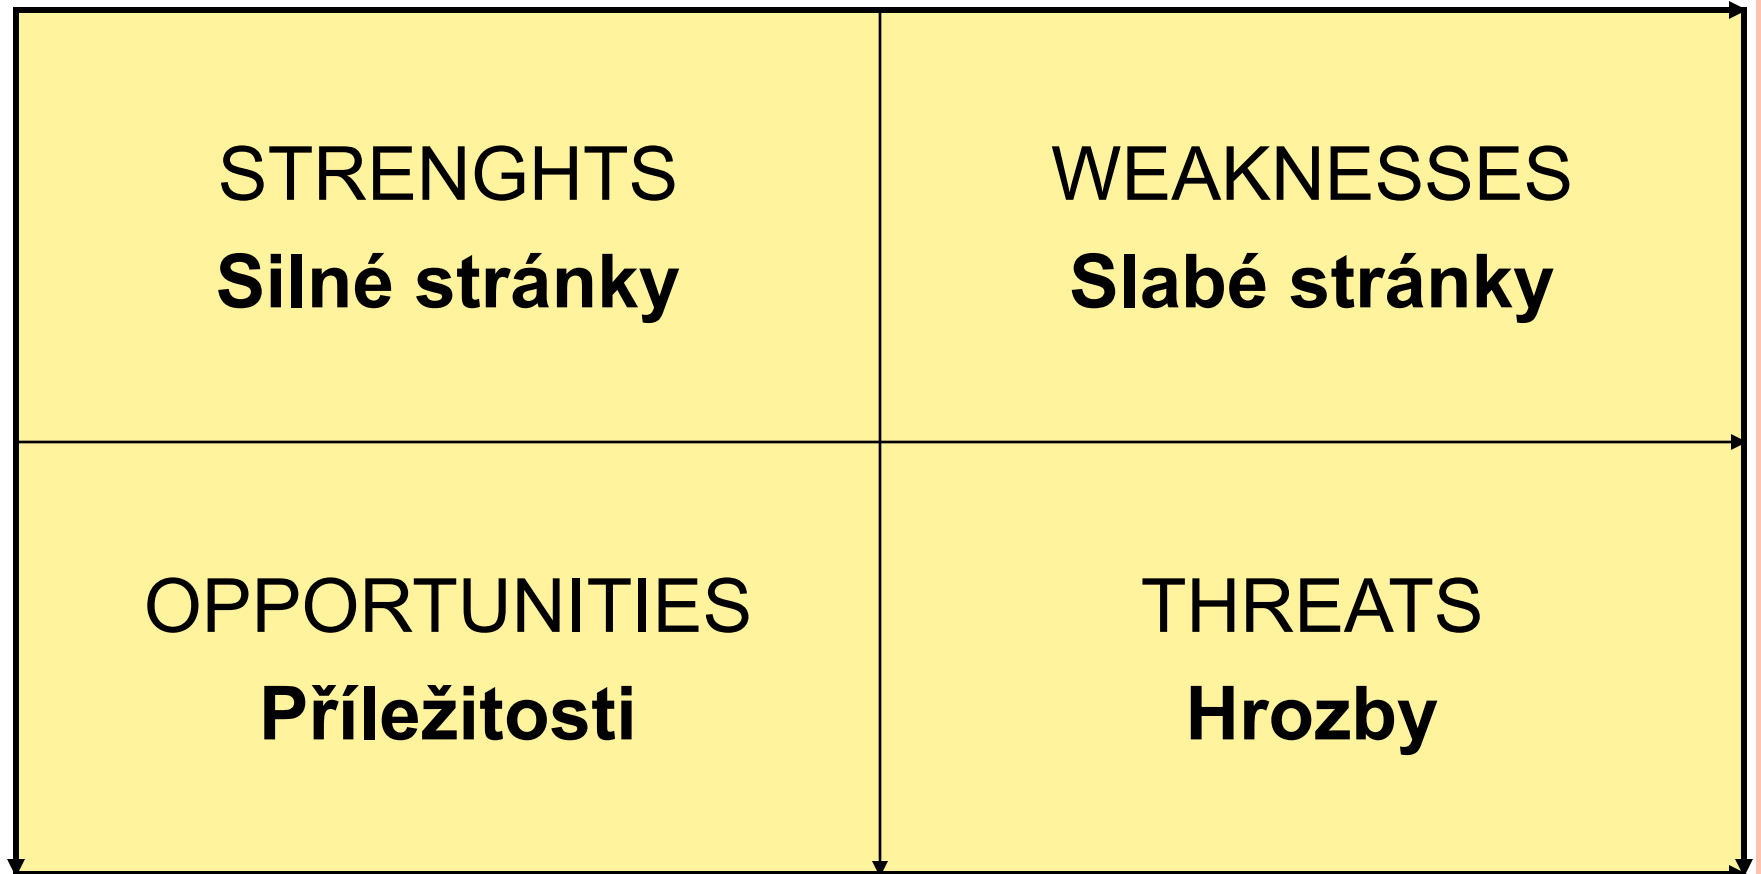 STRENGHTS
Silné stránky
WEAKNESSES
Slabé stránky
OPPORTUNITIES
Příležitosti
THREATS
Hrozby